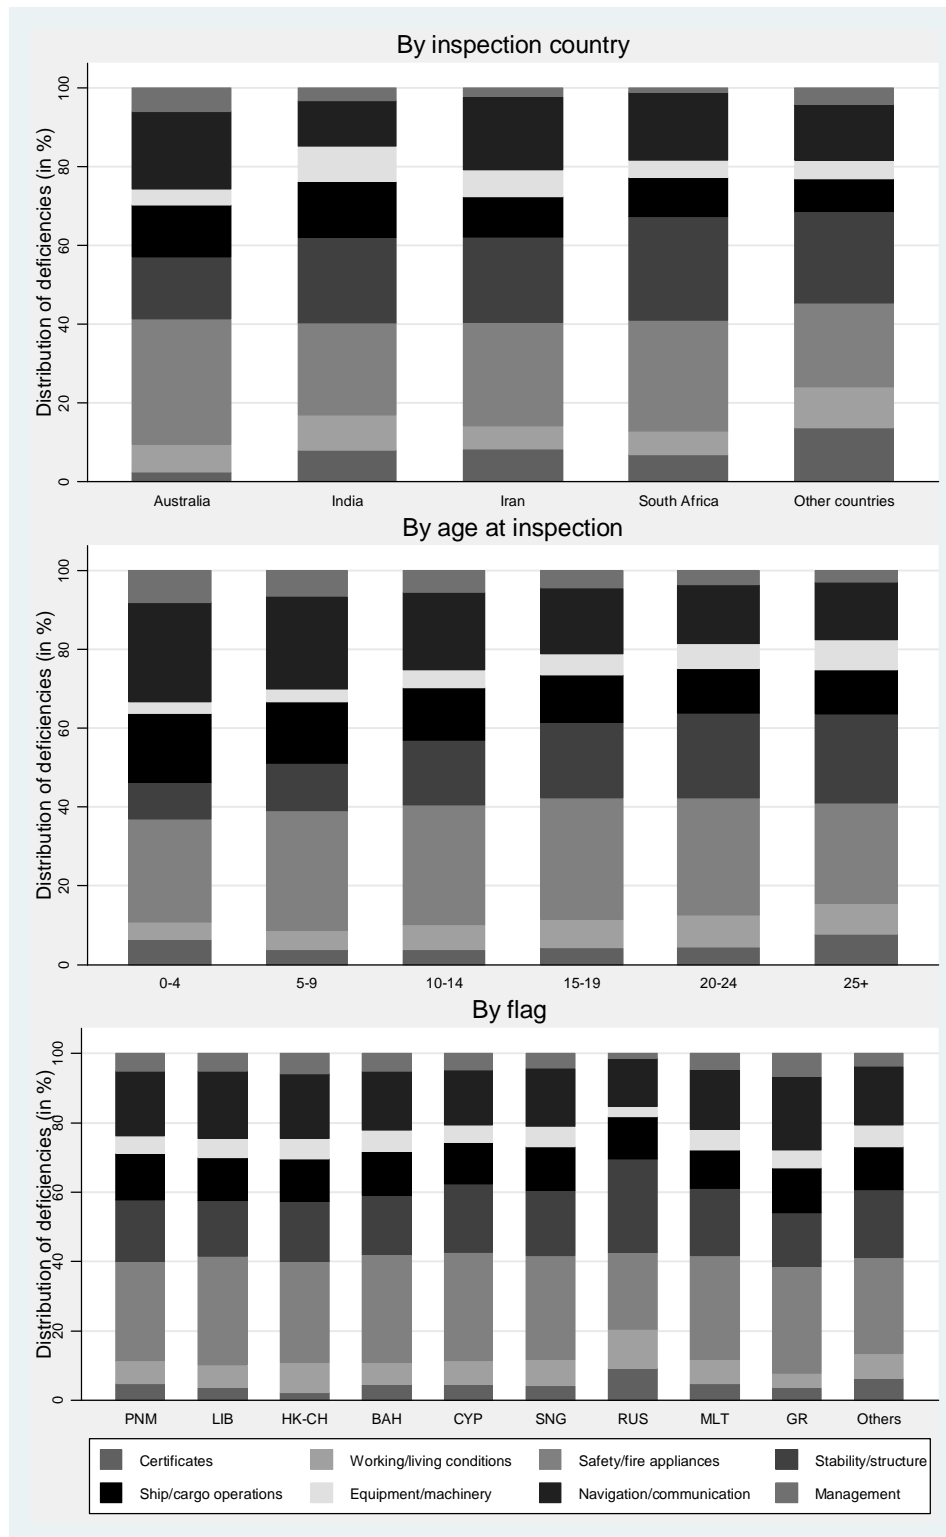 By inspection country
Distribution of deficiencies (in %)
100
80
60
40
20
0
Australia India Iran South Africa Other countries
By age at inspection
Distribution of deficiencies (in %)
100
80
60
40
20
0
0-4 5-9 10-14 15-19 20-24 25+
By flag
Distribution of deficiencies (in %)
100
80
60
40
20
0
PNM LIB HK-CH BAH CYP SNG RUS MLT GR Others
Certificates Working/living conditions Safety/fire appliances Stability/structure
Ship/cargo operations Equipment/machinery Navigation/communication Management